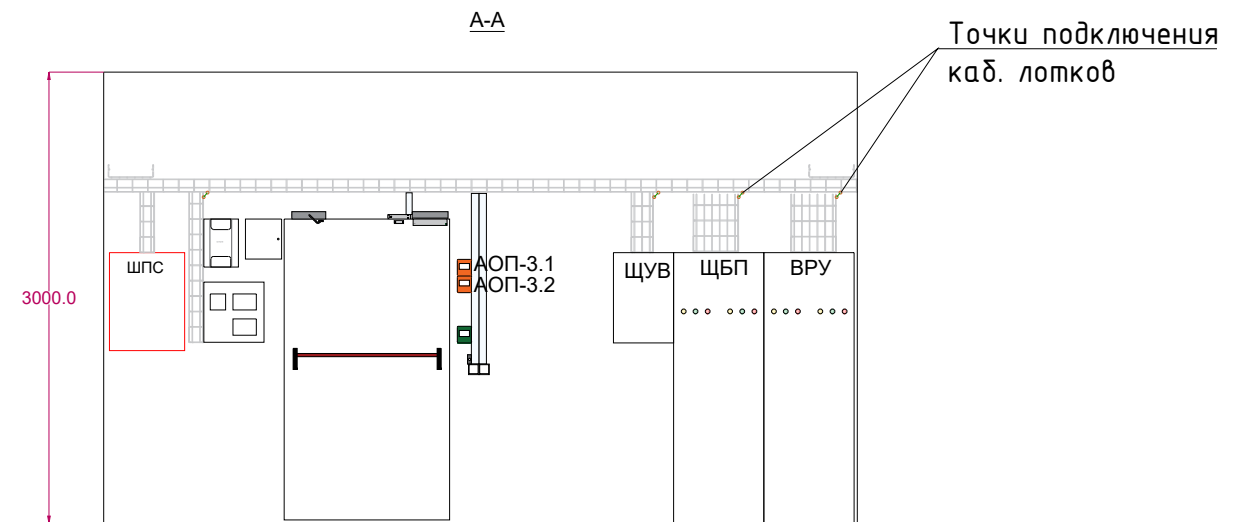 А-А
Точки подключения
каб. лотков
ШПС
АОП-3.1
АОП-3.2
ЩУВ
ЩБП
ВРУ
3000.0